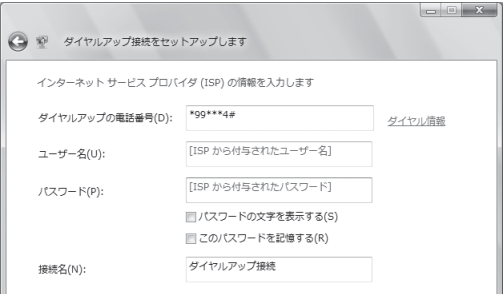 ダイヤルアップ接続をセットアップします
インターネット サービス プロバイダ (ISP) の情報を入力します
ダイヤルアップの電話番号(D): *99***4# ダイヤル情報
ユーザー名(U): [ISP から付与されたユーザー名]
パスワード(P): [ISP から付与されたパスワード]
パスワードの文字を表示する(S)
このパスワードを記憶する(R)
接続名(N): ダイヤルアップ接続